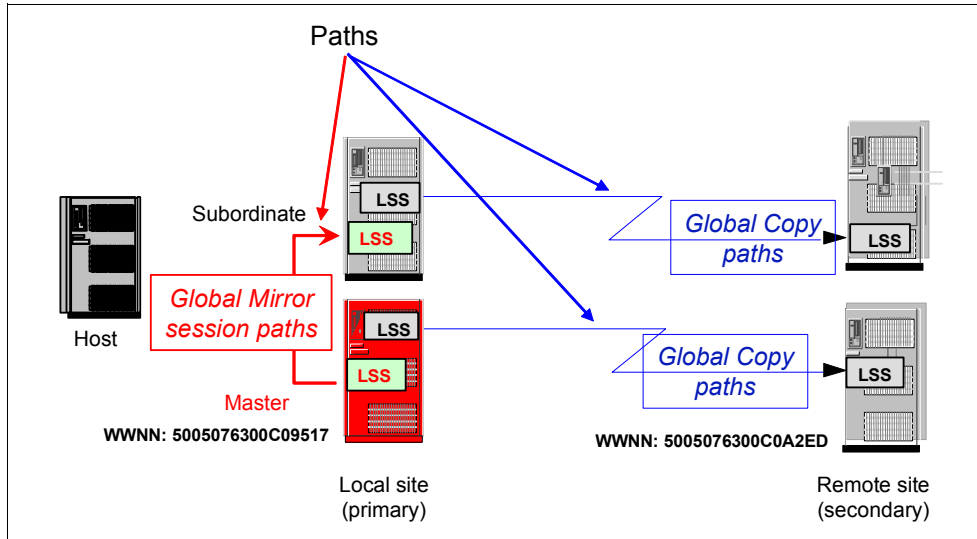 Paths
LSS
Subordinate
LSS
Global Copy
paths
LSS
Global Mirror
session paths
Host
LSS
LSS
Global Copy
paths
LSS
Master
WWNN: 5005076300C09517
WWNN: 5005076300C0A2ED
Local site
(primary)
Remote site
(secondary)